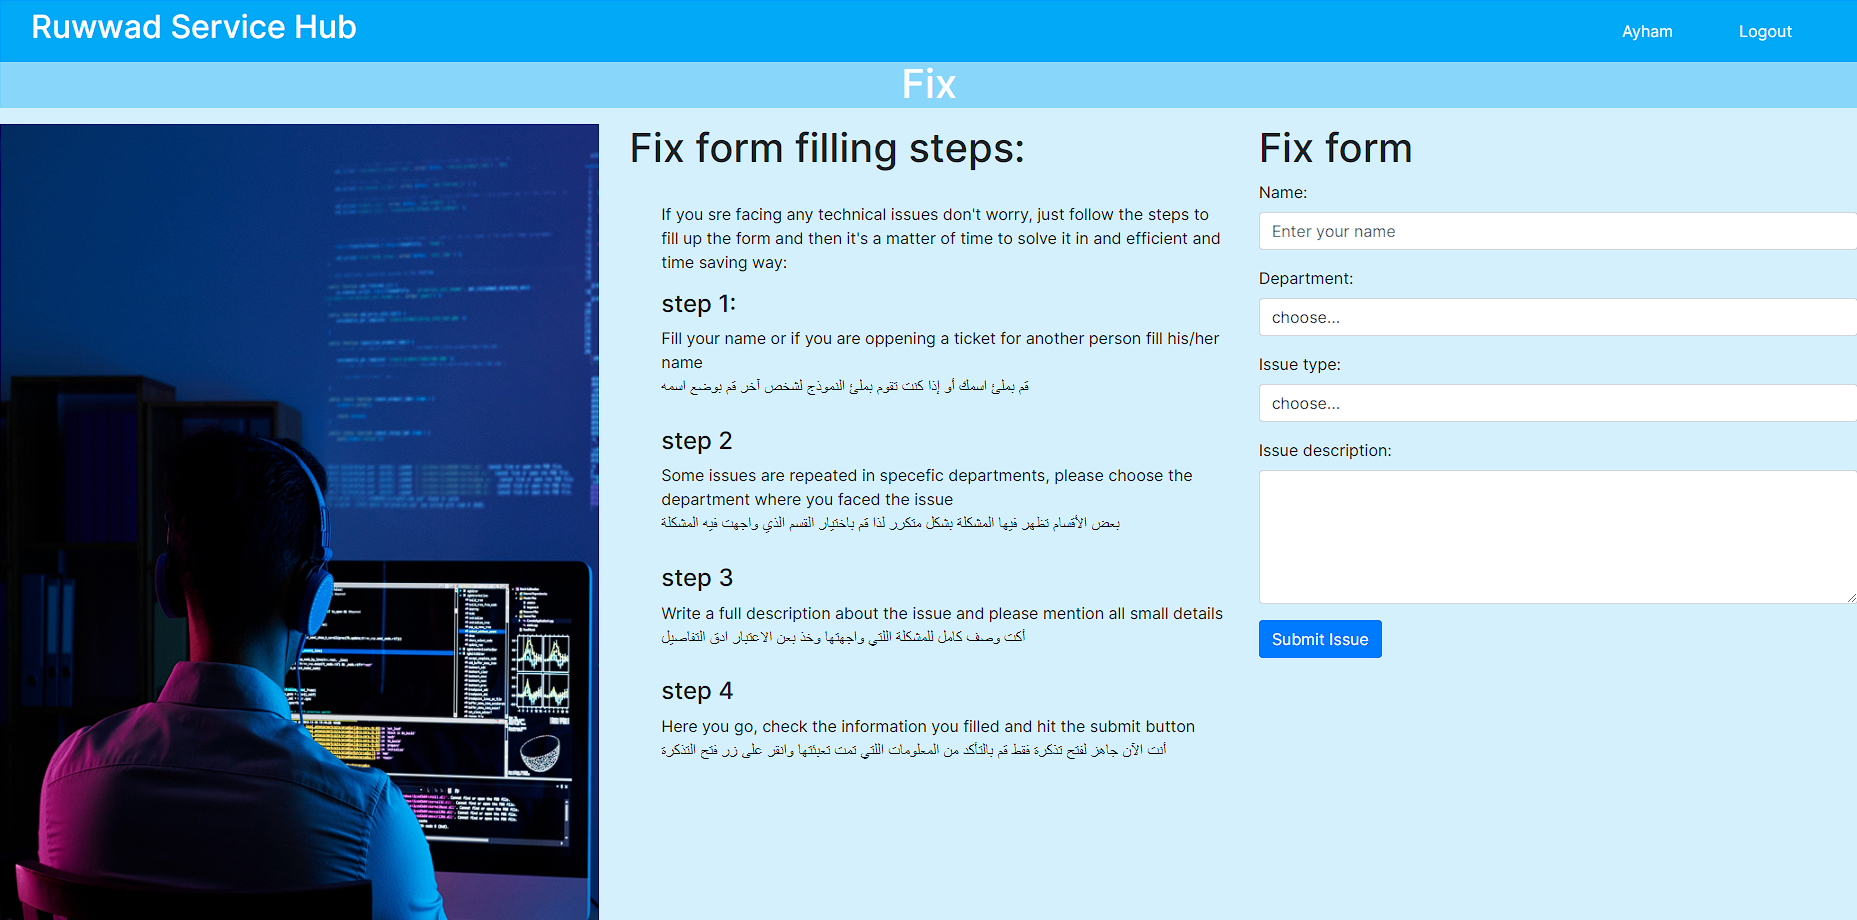 Ruwwad Service Hub
Ayham
Logout
Fix
Fix form filling steps:
If you sre facing any technical issues don't worry, just follow the steps to
fill up the form and then it's a matter of time to solve it in and efficient and
time saving way:
step 1:
Fill your name or if you are oppening a ticket for another person fill his/her
name
قم بملئ اسمك أو إذا كنت تقوم بملئ النموذج لشخص آخر قم بوضع اسمه
step 2
Some issues are repeated in specefic departments, please choose the
department where you faced the issue
بعض الأقسام تظهر فيها المشكلة بشكل متكرر لذا قم باختيار القسم الذي واجهت فيه المشكلة
step 3
Write a full description about the issue and please mention all small details
أكت وصف كامل للمشكلة اللتي واجهتها وخذ بعن الاعتبار ادق التفاصيل
step 4
Here you go, check the information you filled and hit the submit button
أنت الآن جاهز لفتح تذكرة فقط قم بالتأكد من المعلومات اللتي تمت تعبئتها وانقر على زر فتح التذكرة
Fix form
Name:
Enter your name
Department:
choose...
Issue type:
choose...
Issue description:
Submit Issue